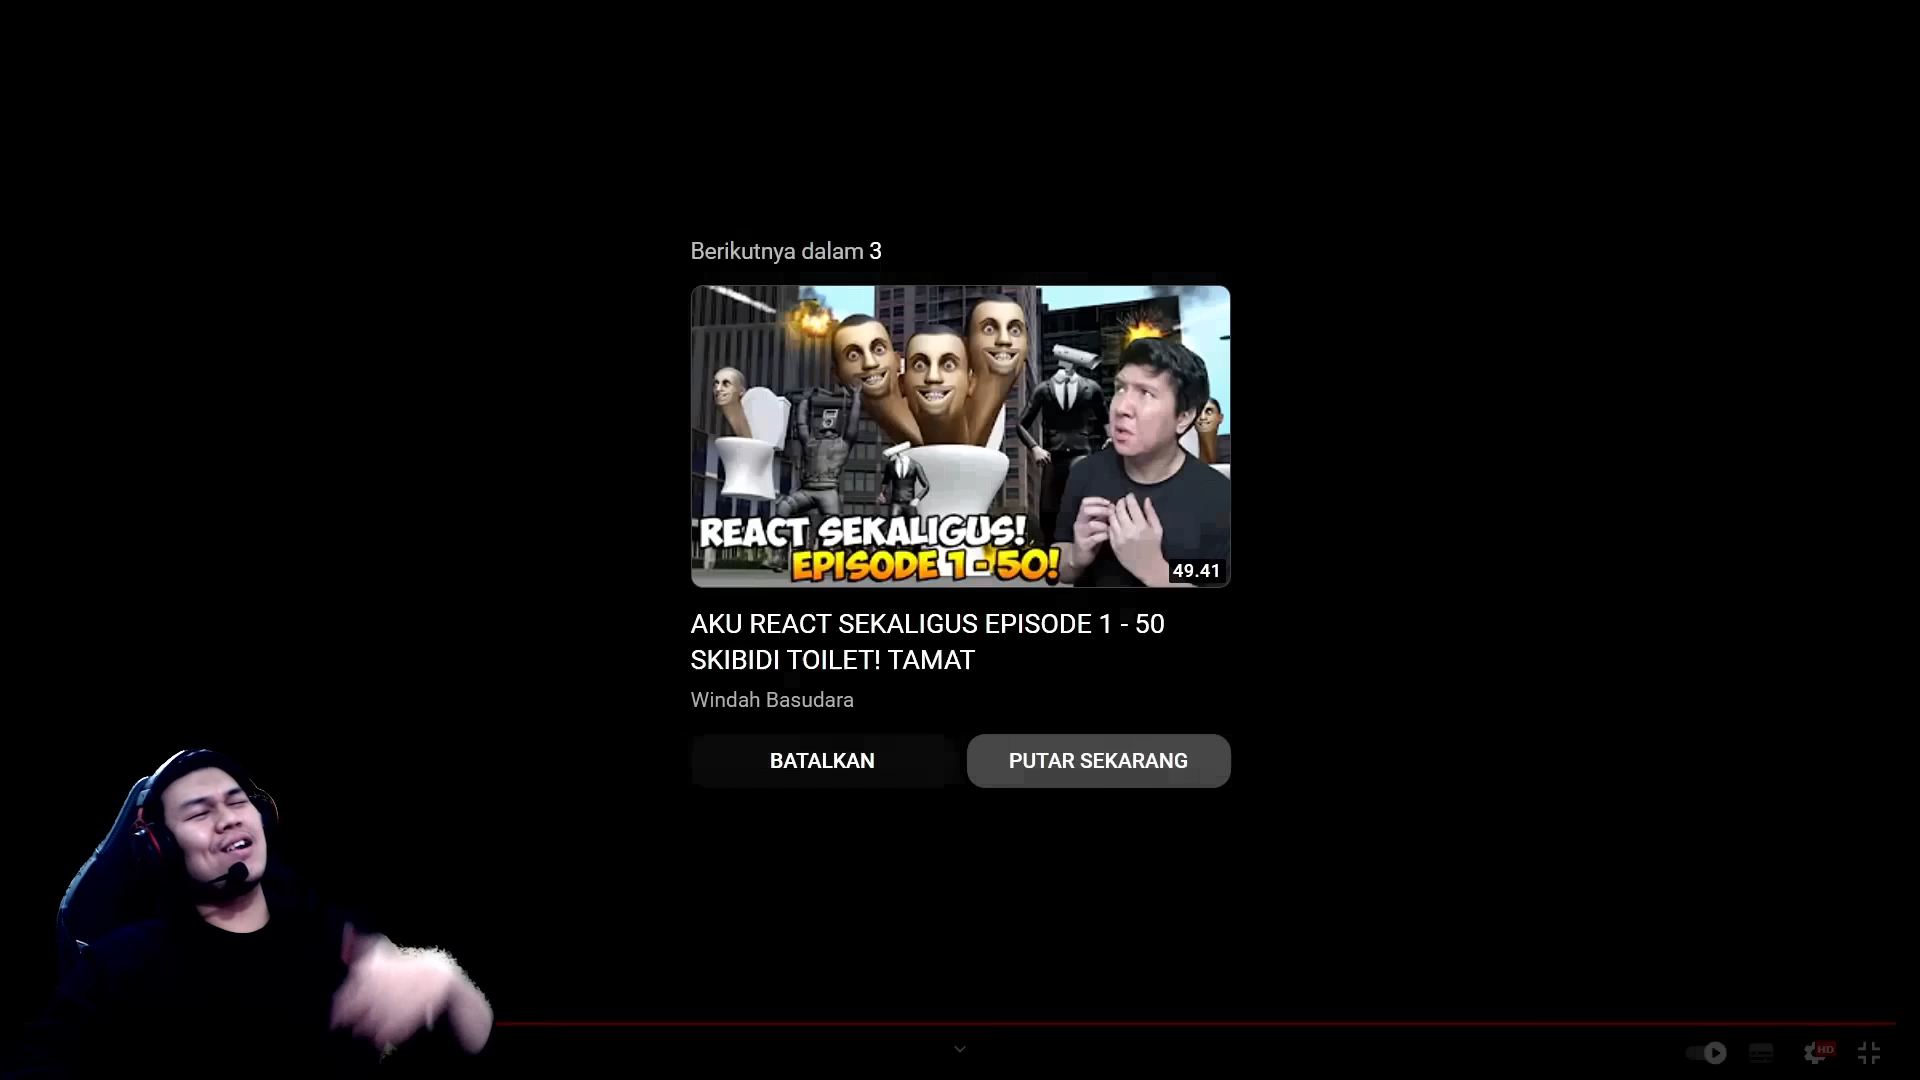 Berikutnya dalam 3
REACT SEKALIGUS!
EPISODE 1 - 50!
49.41
AKU REACT SEKALIGUS EPISODE 1 - 50
SKIBIDI TOILET! TAMAT
Windah Basudara
BATALKAN
PUTAR SEKARANG
HD